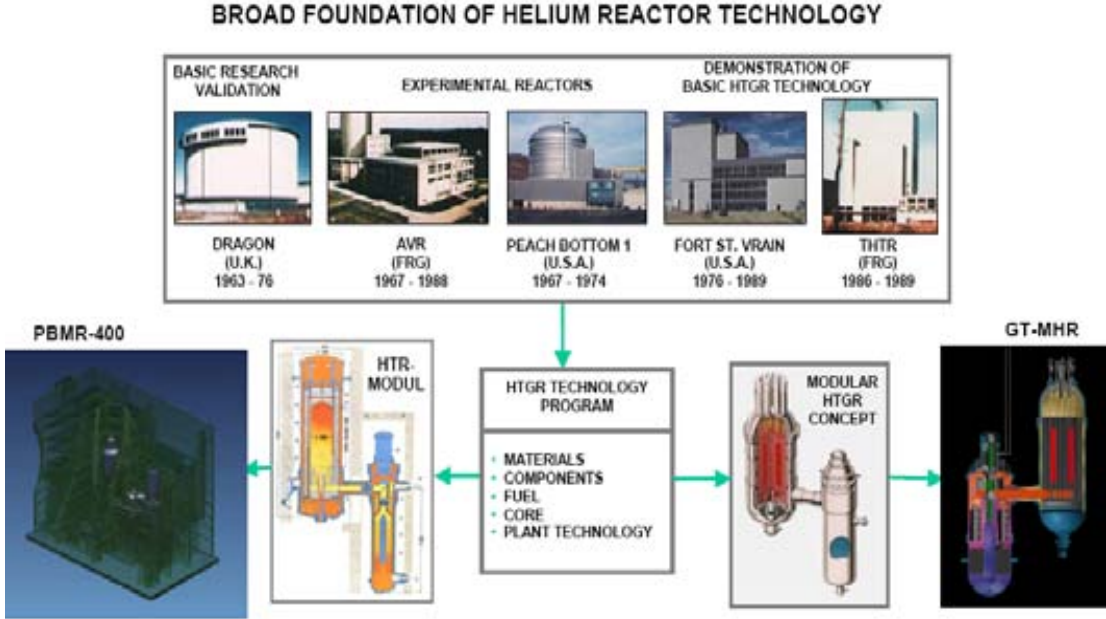 BROAD FOUNDATION OF HELIUM REACTOR TECHNOLOGY
BASIC RESEARCH
VALIDATION
EXPERIMENTAL REACTORS
DEMONSTRATION OF
BASIC HTGR TECHNOLOGY
DRAGON
(U.K.)
1963 - 76
AVR
(FRG)
1967 - 1988
PEACH BOTTOM 1
(U.S.A.)
1967 - 1974
FORT ST. VRAIN
(U.S.A.)
1976 - 1989
THTR
(FRG)
1986 - 1989
PBMR-400
HTR-
MODUL
HTGR TECHNOLOGY
PROGRAM
• MATERIALS
• COMPONENTS
• FUEL
• CORE
• PLANT TECHNOLOGY
MODULAR
HTGR
CONCEPT
GT-MHR